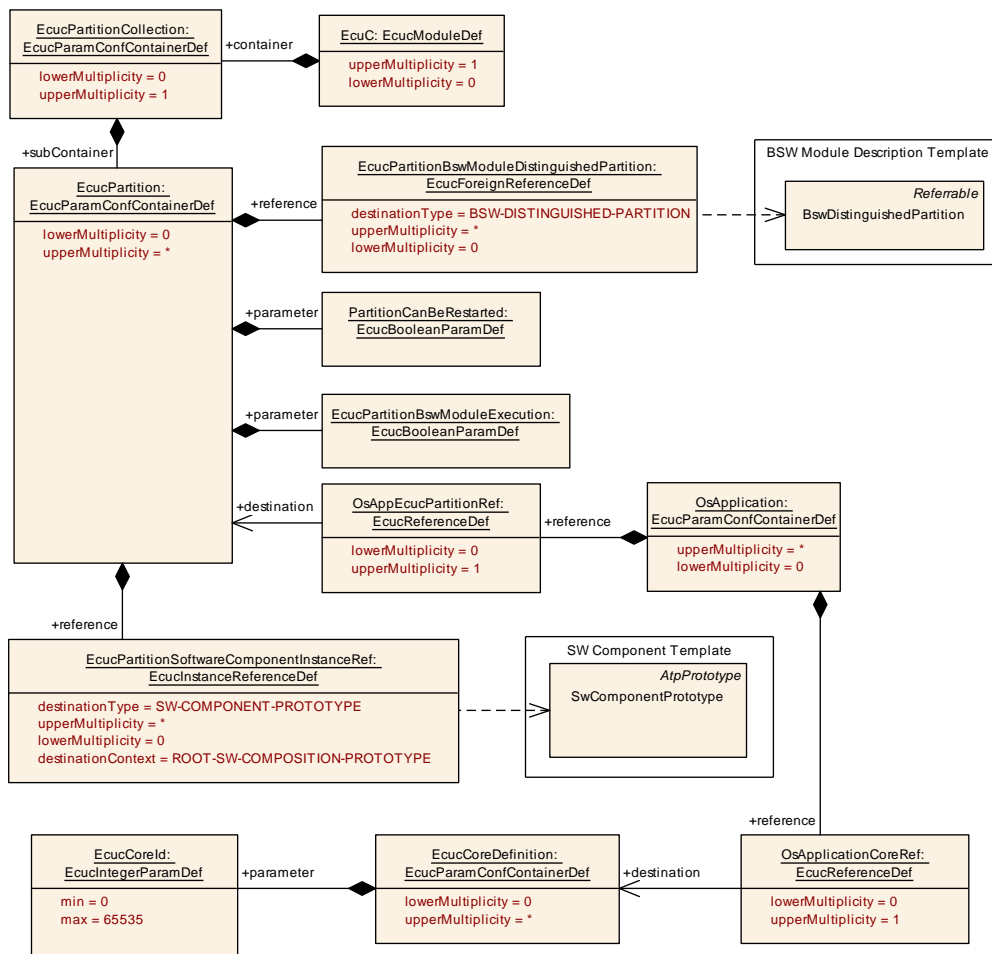 EcucPartitionCollection:
EcucParamConfContainerDef
lowerMultiplicity = 0
upperMultiplicity = 1
+container
EcuC: EcucModuleDef
upperMultiplicity = 1
lowerMultiplicity = 0
+subContainer
EcucPartition:
EcucParamConfContainerDef
lowerMultiplicity = 0
upperMultiplicity = *
+reference
EcucPartitionBswModuleDistinguishedPartition:
EcucForeignReferenceDef
destinationType = BSW-DISTINGUISHED-PARTITION
upperMultiplicity = *
lowerMultiplicity = 0
BSW Module Description Template
Referrable
BswDistinguishedPartition
+parameter
PartitionCanBeRestarted:
EcucBooleanParamDef
+parameter
EcucPartitionBswModuleExecution:
EcucBooleanParamDef
+destination
OsAppEcucPartitionRef:
EcucReferenceDef
lowerMultiplicity = 0
upperMultiplicity = 1
+reference
OsApplication:
EcucParamConfContainerDef
upperMultiplicity = *
lowerMultiplicity = 0
+reference
EcucPartitionSoftwareComponentInstanceRef:
EcucInstanceReferenceDef
destinationType = SW-COMPONENT-PROTOTYPE
upperMultiplicity = *
lowerMultiplicity = 0
destinationContext = ROOT-SW-COMPOSITION-PROTOTYPE
SW Component Template
AtpPrototype
SwComponentPrototype
+reference
EcucCoreId:
EcucIntegerParamDef
min = 0
max = 65535
+parameter
EcucCoreDefinition:
EcucParamConfContainerDef
lowerMultiplicity = 0
upperMultiplicity = *
+destination
OsApplicationCoreRef:
EcucReferenceDef
lowerMultiplicity = 0
upperMultiplicity = 1